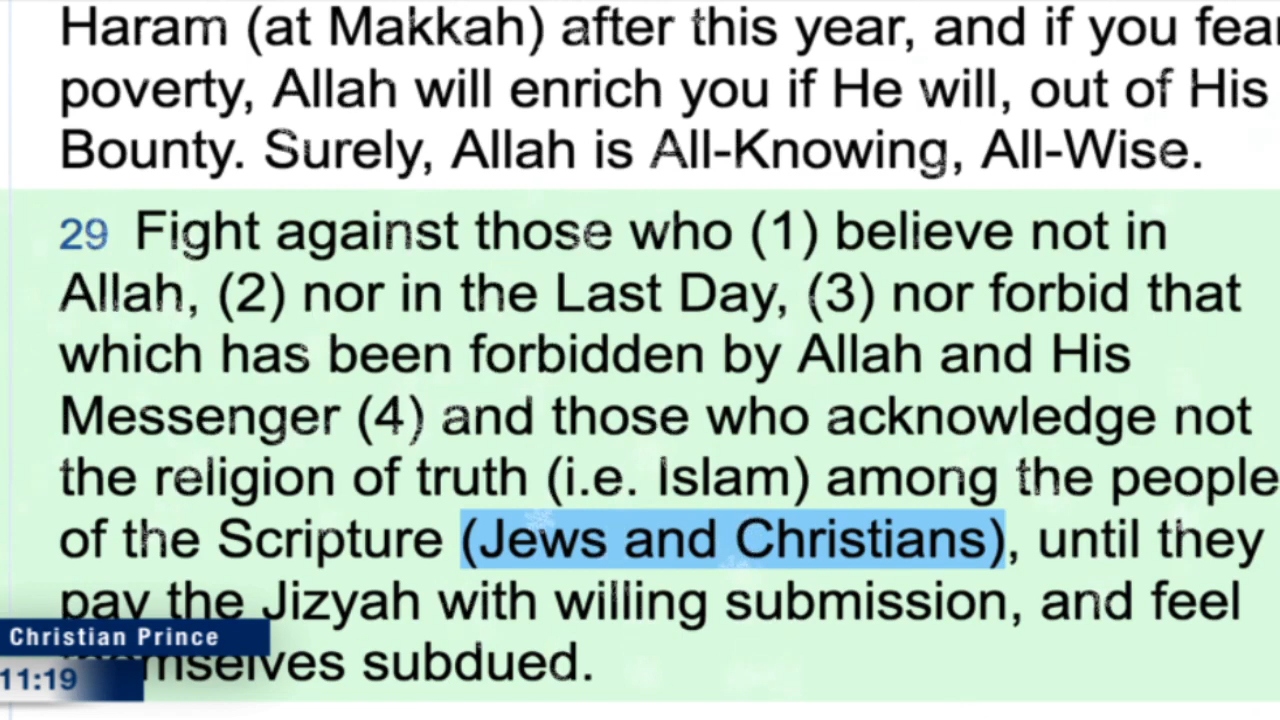 Haram (at Makkah) after this year, and if you fear
poverty, Allah will enrich you if He will, out of His
Bounty. Surely, Allah is All-Knowing, All-Wise.
29 Fight against those who (1) believe not in
Allah, (2) nor in the Last Day, (3) nor forbid that
which has been forbidden by Allah and His
Messenger (4) and those who acknowledge not
the religion of truth (i.e. Islam) among the people
of the Scripture (Jews and Christians), until they
pay the Jizyah with willing submission, and feel
themselves subdued.
Christian Prince
11:19